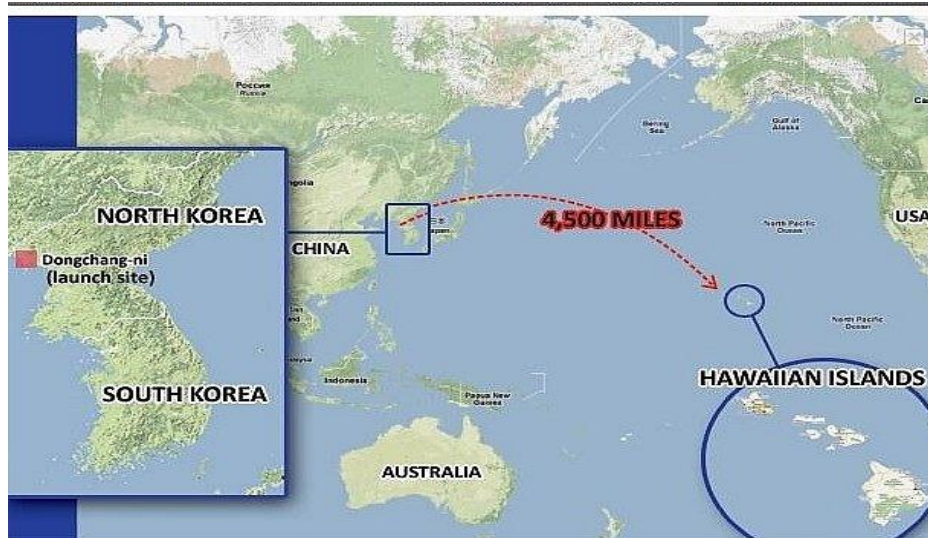 Россия
Russia
Bering
Sea
Gulf of
Alaska
NORTH KOREA
Dongchang-ni
(launch site)
SOUTH KOREA
CHINA
4,500 MILES
North Pacific
Ocean
USA
North Pacific
Ocean
Indonesia
Papua New
Guinea
HAWAIIAN ISLANDS
AUSTRALIA